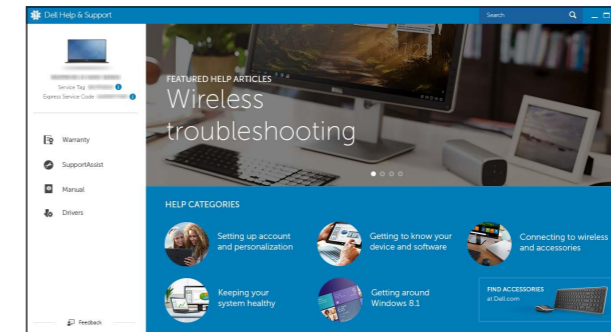 Dell Help & Support
Search
Service Tag:
Express Service Code:
Warranty
SupportAssist
Manual
Drivers
Feedback
FEATURED HELP ARTICLES
Wireless
troubleshooting
HELP CATEGORIES
Setting up account
and personalization
Getting to know your
device and software
Connecting to wireless
and accessories
Keeping your
system healthy
Getting around
Windows 8.1
FIND ACCESSORIES
at Dell.com